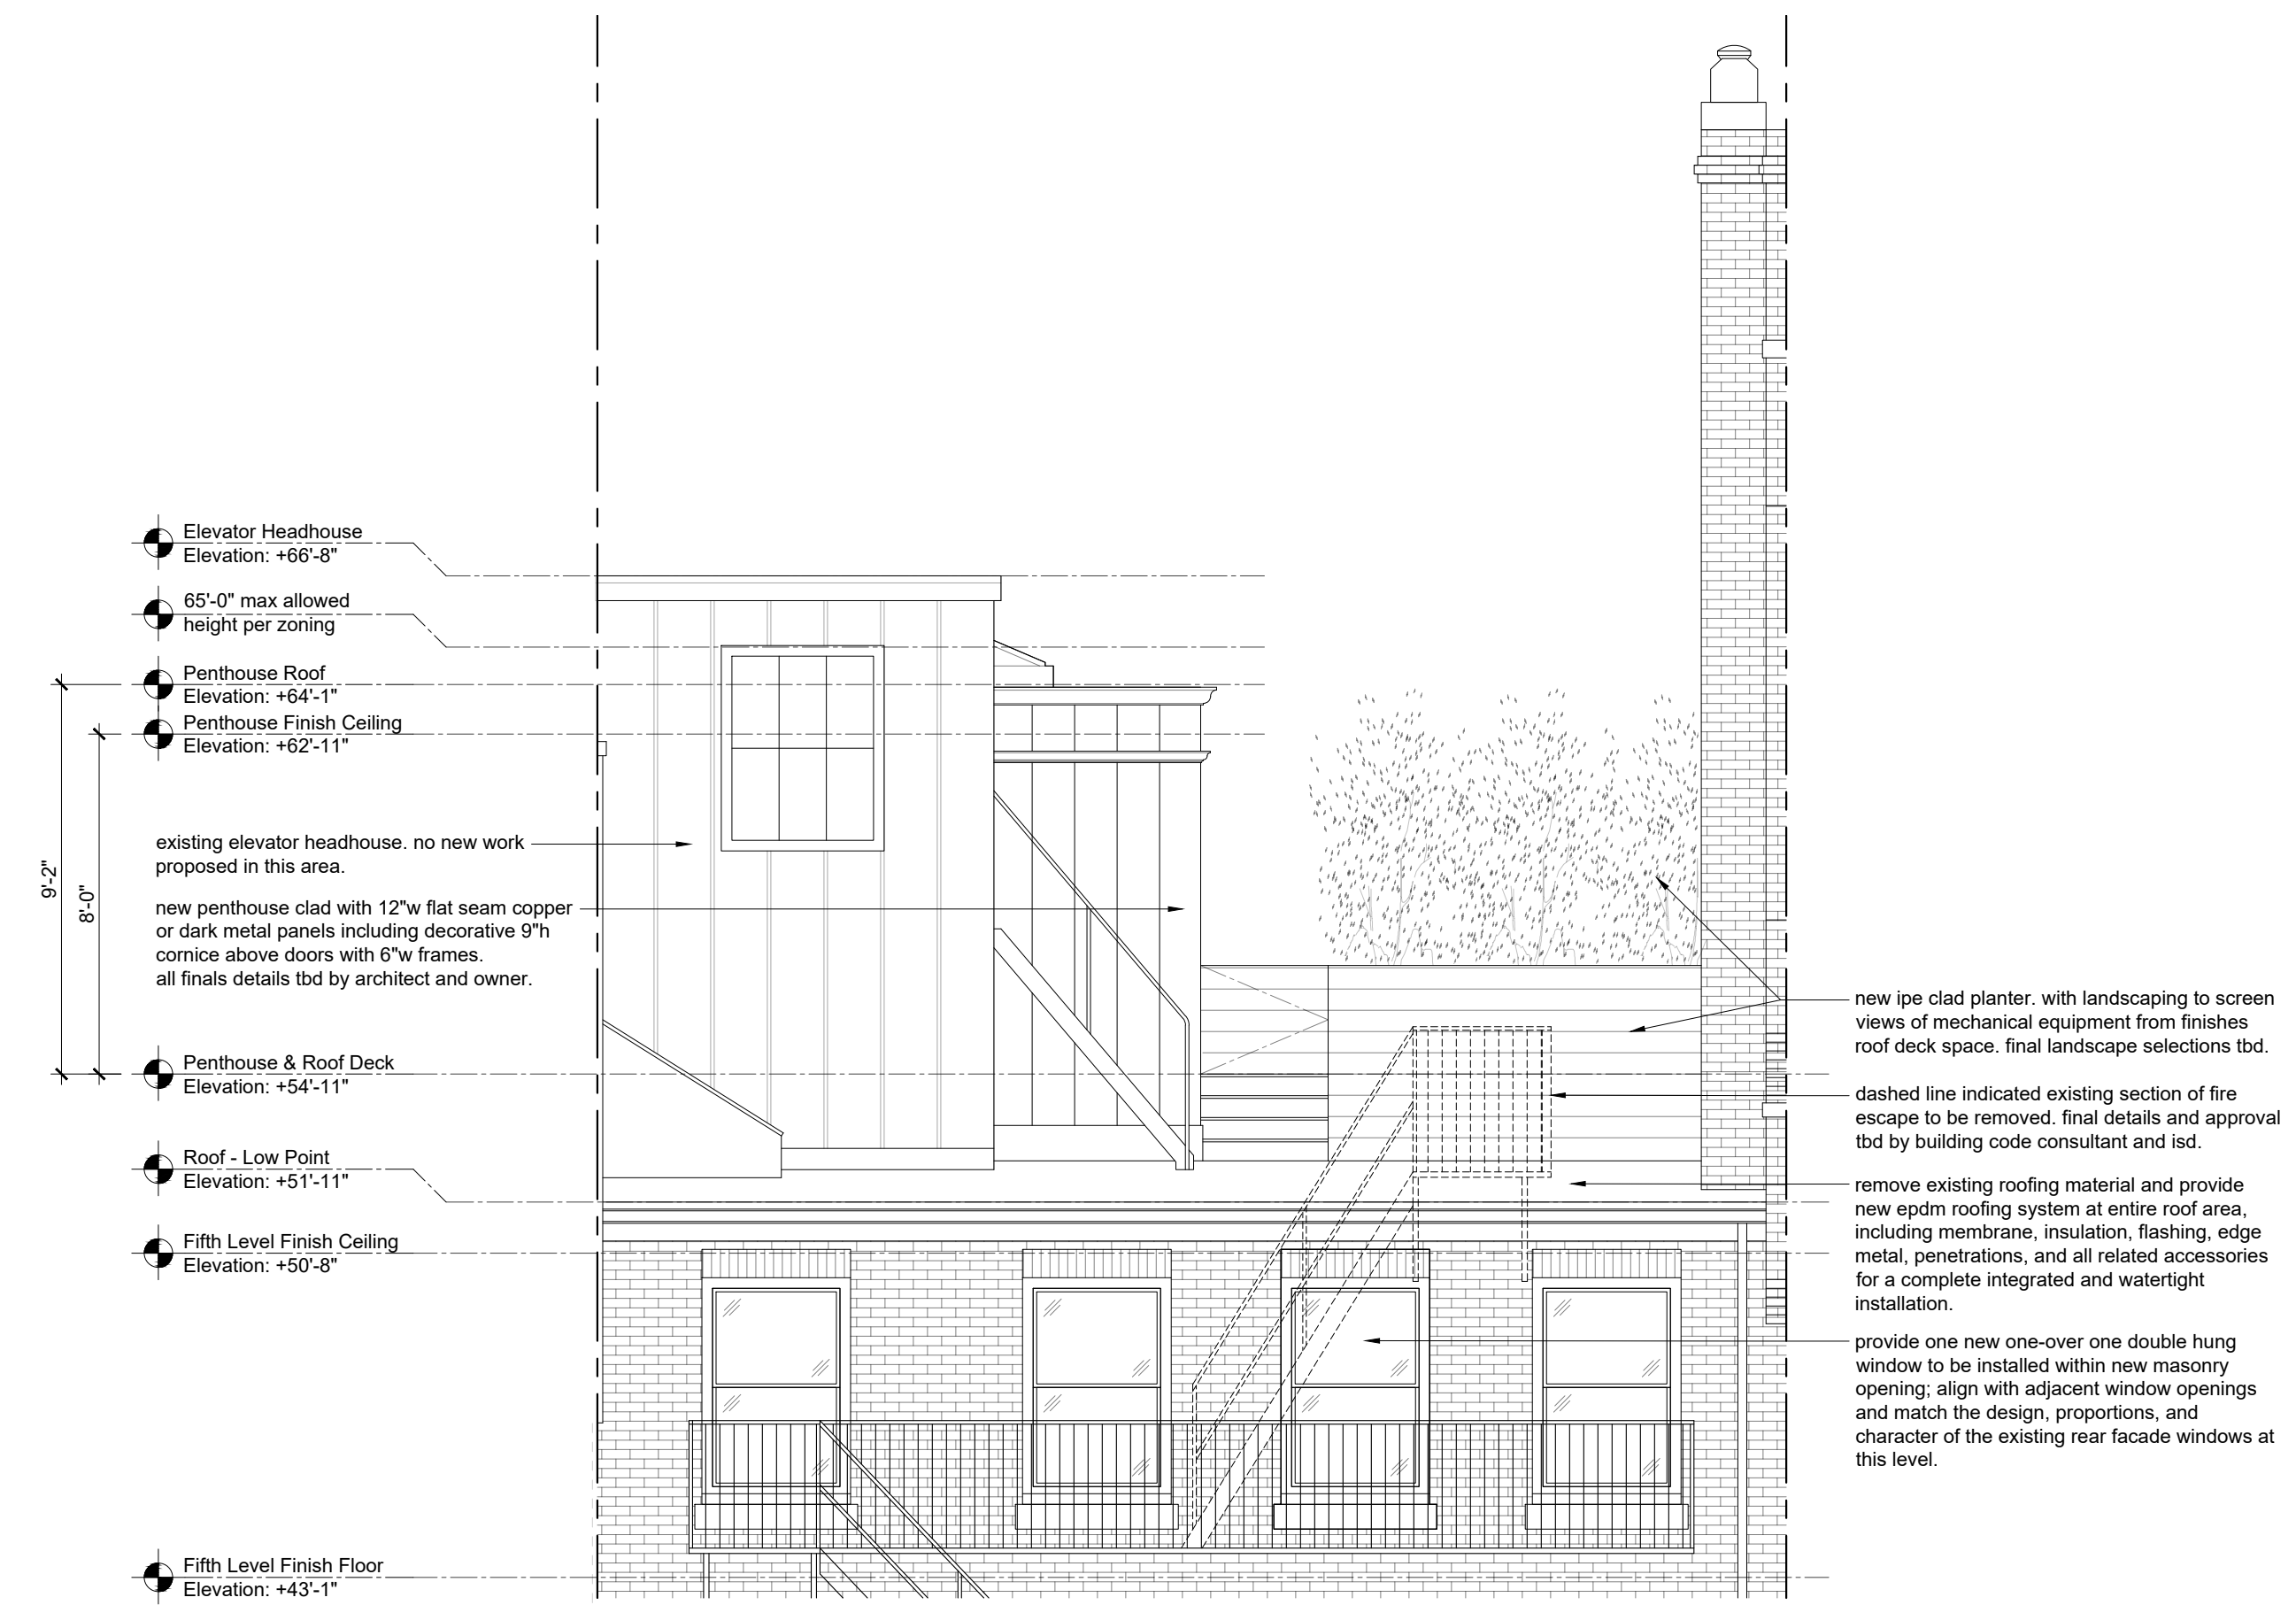 Elevator Headhouse
Elevation: +66'-8"
65'-0" max allowed
height per zoning
Penthouse Roof
Elevation: +64'-1"
Penthouse Finish Ceiling
Elevation: +62'-11"
9'-2"
8'-0"
existing elevator headhouse. no new work
proposed in this area.
new penthouse clad with 12"w flat seam copper
or dark metal panels including decorative 9"h
cornice above doors with 6"w frames.
all finals details tbd by architect and owner.
Penthouse & Roof Deck
Elevation: +54'-11"
Roof - Low Point
Elevation: +51'-11"
Fifth Level Finish Ceiling
Elevation: +50'-8"
Fifth Level Finish Floor
Elevation: +43'-1"
new ipe clad planter. with landscaping to screen
views of mechanical equipment from finishes
roof deck space. final landscape selections tbd.
dashed line indicated existing section of fire
escape to be removed. final details and approval
tbd by building code consultant and isd.
remove existing roofing material and provide
new epdm roofing system at entire roof area,
including membrane, insulation, flashing, edge
metal, penetrations, and all related accessories
for a complete integrated and watertight
installation.
provide one new one-over one double hung
window to be installed within new masonry
opening; align with adjacent window openings
and match the design, proportions, and
character of the existing rear facade windows at
this level.